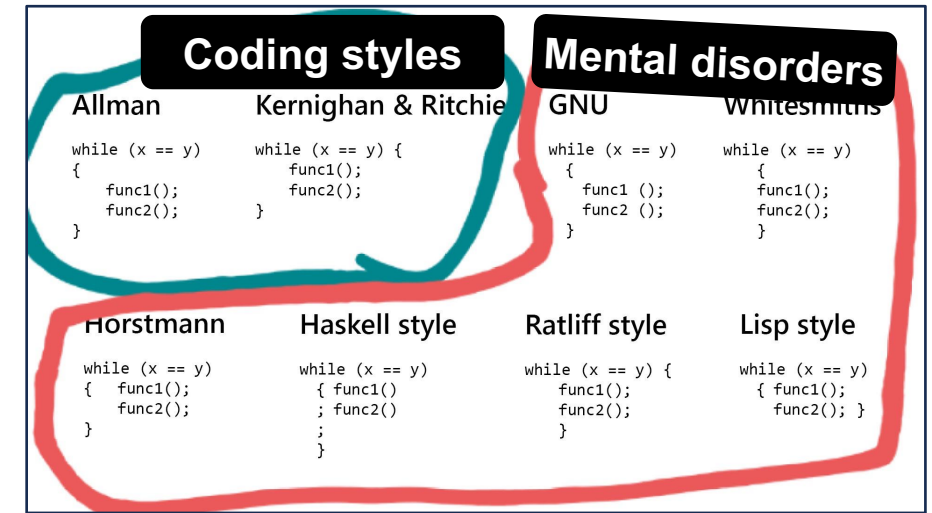 Coding styles
Mental disorders
Allman
while (x == y)
{
    func1();
    func2();
}
Kernighan & Ritchie
while (x == y) {
    func1();
    func2();
}
GNU
while (x == y)
  {
    func1 ();
    func2 ();
  }
Whitesmiths
while (x == y)
    {
    func1();
    func2();
    }
Horstmann
while (x == y)
{   func1();
    func2();
}
Haskell style
while (x == y)
  { func1()
  ; func2()
  ;
  }
Ratliff style
while (x == y) {
    func1();
    func2();
    }
Lisp style
while (x == y)
  { func1();
    func2(); }